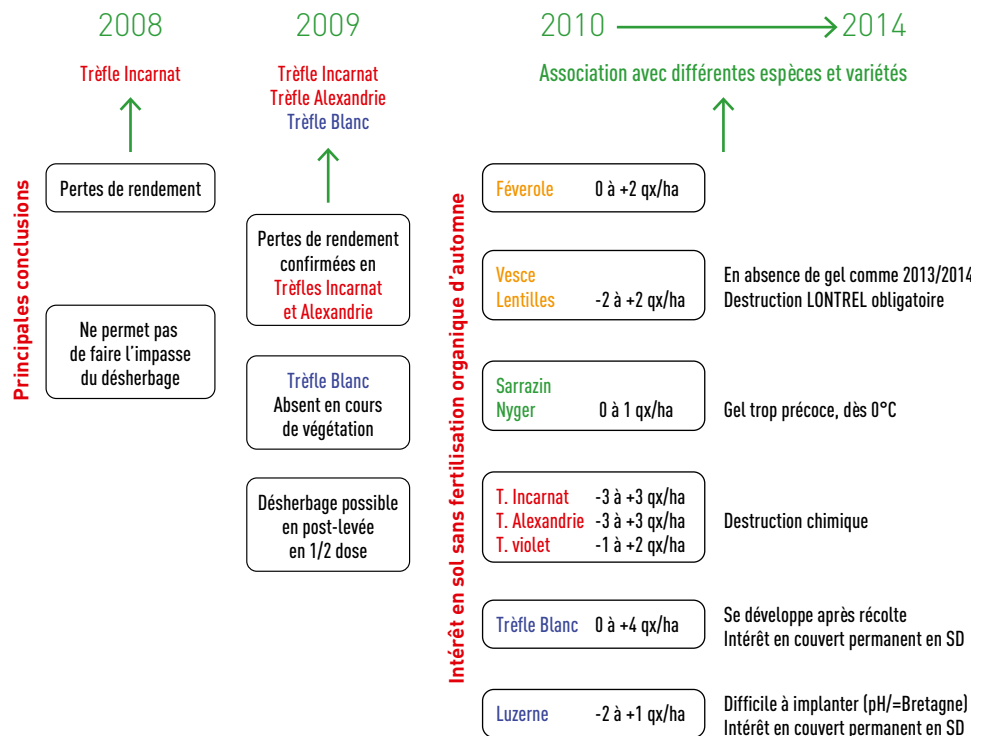 2008
Trèfle Incarnat
Principales conclusions
Pertes de rendement
Ne permet pas
de faire l'impasse
du désherbage
2009
Trèfle Incarnat
Trèfle Alexandrie
Trèfle Blanc
Pertes de rendement
confirmées en
Trèfles Incarnat
et Alexandrie
Trèfle Blanc
Absent en cours
de végétation
Désherbage possible
en post-levée
en 1/2 dose
2010 2014
Association avec différentes espèces et variétés
Intérêt en sol sans fertilisation organique d'automne
Féverole 0 à +2 qx/ha
Vesce
Lentilles -2 à +2 qx/ha
En absence de gel comme 2013/2014
Destruction LONTREL obligatoire
Sarrazin
Nyger 0 à 1 qx/ha
Gel trop précoce, dès 0°C
T. Incarnat -3 à +3 qx/ha
T. Alexandrie -3 à +3 qx/ha
T. violet -1 à +2 qx/ha
Destruction chimique
Trèfle Blanc 0 à +4 qx/ha
Se développe après récolte
Intérêt en couvert permanent en SD
Luzerne -2 à +1 qx/ha
Difficile à implanter (pH/=Bretagne)
Intérêt en couvert permanent en SD